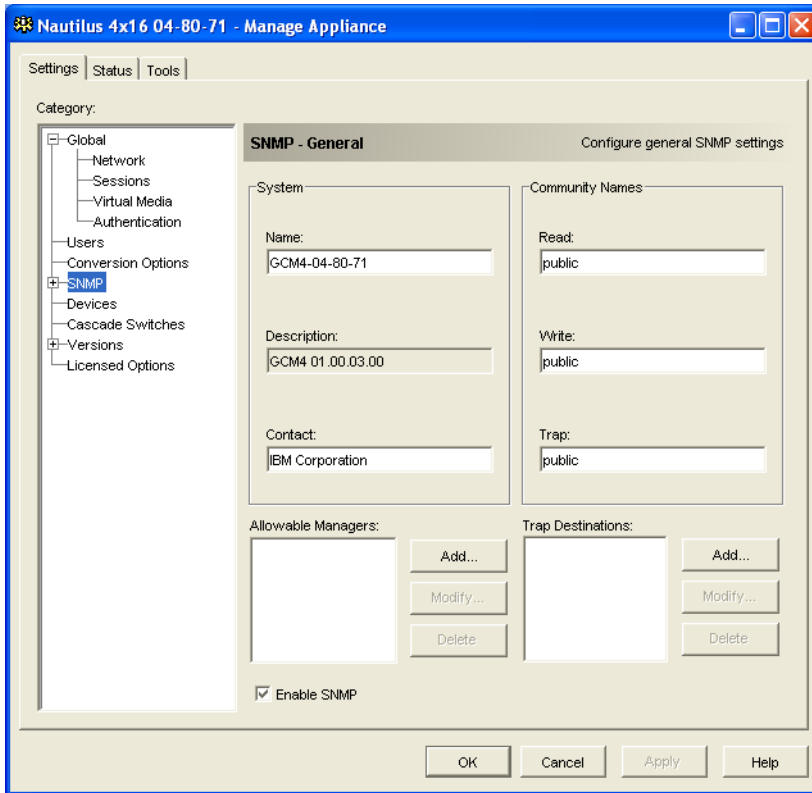 Nautilus 4x16 04-80-71 - Manage Appliance
Settings Status Tools
Category:
Global
Network
Sessions
Virtual Media
Authentication
Users
Conversion Options
SNMP
Devices
Cascade Switches
Versions
Licensed Options
SNMP - General Configure general SNMP settings
System
Name:
GCM4-04-80-71
Description:
GCM4 01.00.03.00
Contact:
IBM Corporation
Community Names
Read:
public
Write:
public
Trap:
public
Allowable Managers:
Add...
Modify...
Delete
Trap Destinations:
Add...
Modify...
Delete
Enable SNMP
OK Cancel Apply Help